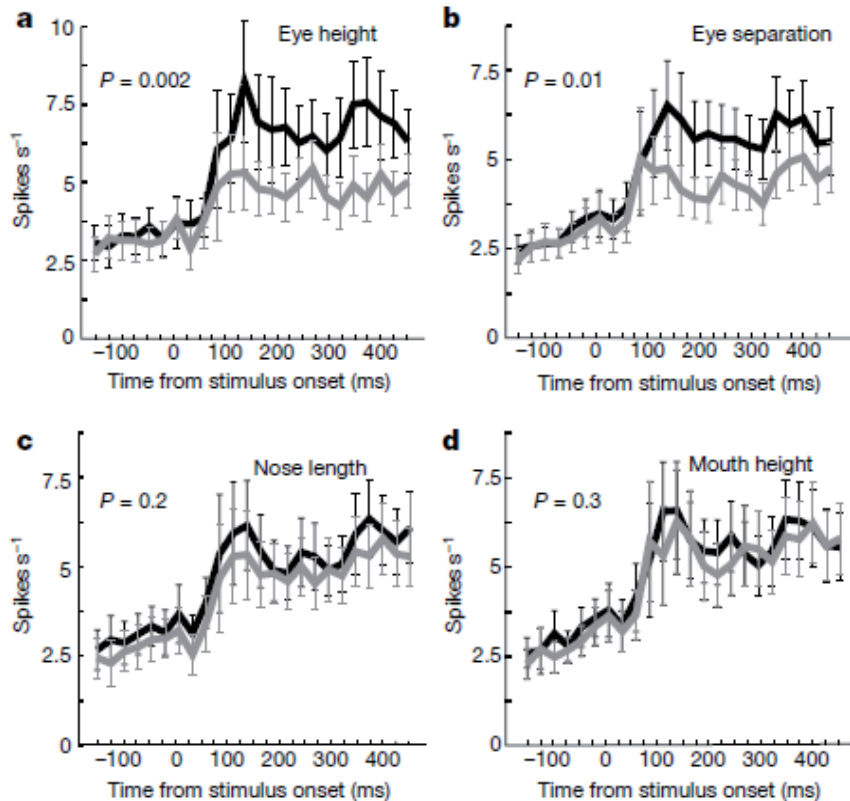 a
Eye height
P = 0.002
10
7.5
5
2.5
0
Spikes s⁻¹
−100 0 100 200 300 400
Time from stimulus onset (ms)
b
Eye separation
P = 0.01
7.5
5
2.5
0
Spikes s⁻¹
−100 0 100 200 300 400
Time from stimulus onset (ms)
c
Nose length
P = 0.2
7.5
5
2.5
0
Spikes s⁻¹
−100 0 100 200 300 400
Time from stimulus onset (ms)
d
Mouth height
P = 0.3
7.5
5
2.5
0
Spikes s⁻¹
−100 0 100 200 300 400
Time from stimulus onset (ms)